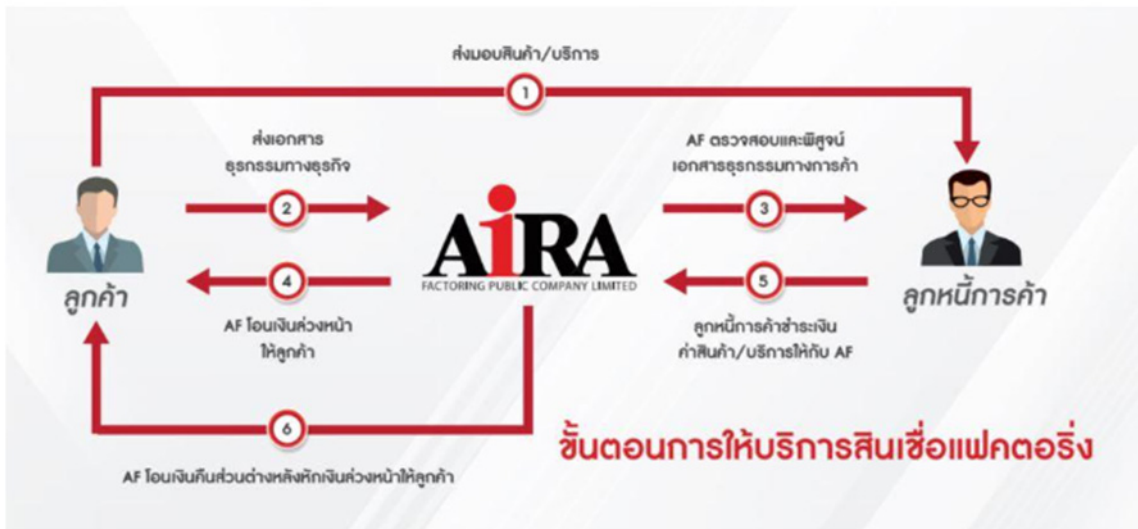 ส่งมอบสินค้า/บริการ
1
ส่งเอกสาร
ธุรกรรมทางธุรกิจ
2
AF ตรวจสอบและพิสูจน์
เอกสารธุรกรรมทางการค้า
3
AiRA
FACTORING PUBLIC COMPANY LIMITED
ลูกค้า
4
AF โอนเงินล่วงหน้า
ให้ลูกค้า
5
ลูกหนี้การค้าชำระเงิน
ค่าสินค้า/บริการให้กับ AF
ลูกหนี้การค้า
6
AF โอนเงินคืนส่วนต่างหลังหักเงินล่วงหน้าให้ลูกค้า
ขั้นตอนการให้บริการสินเชื่อแฟคตอริ่ง